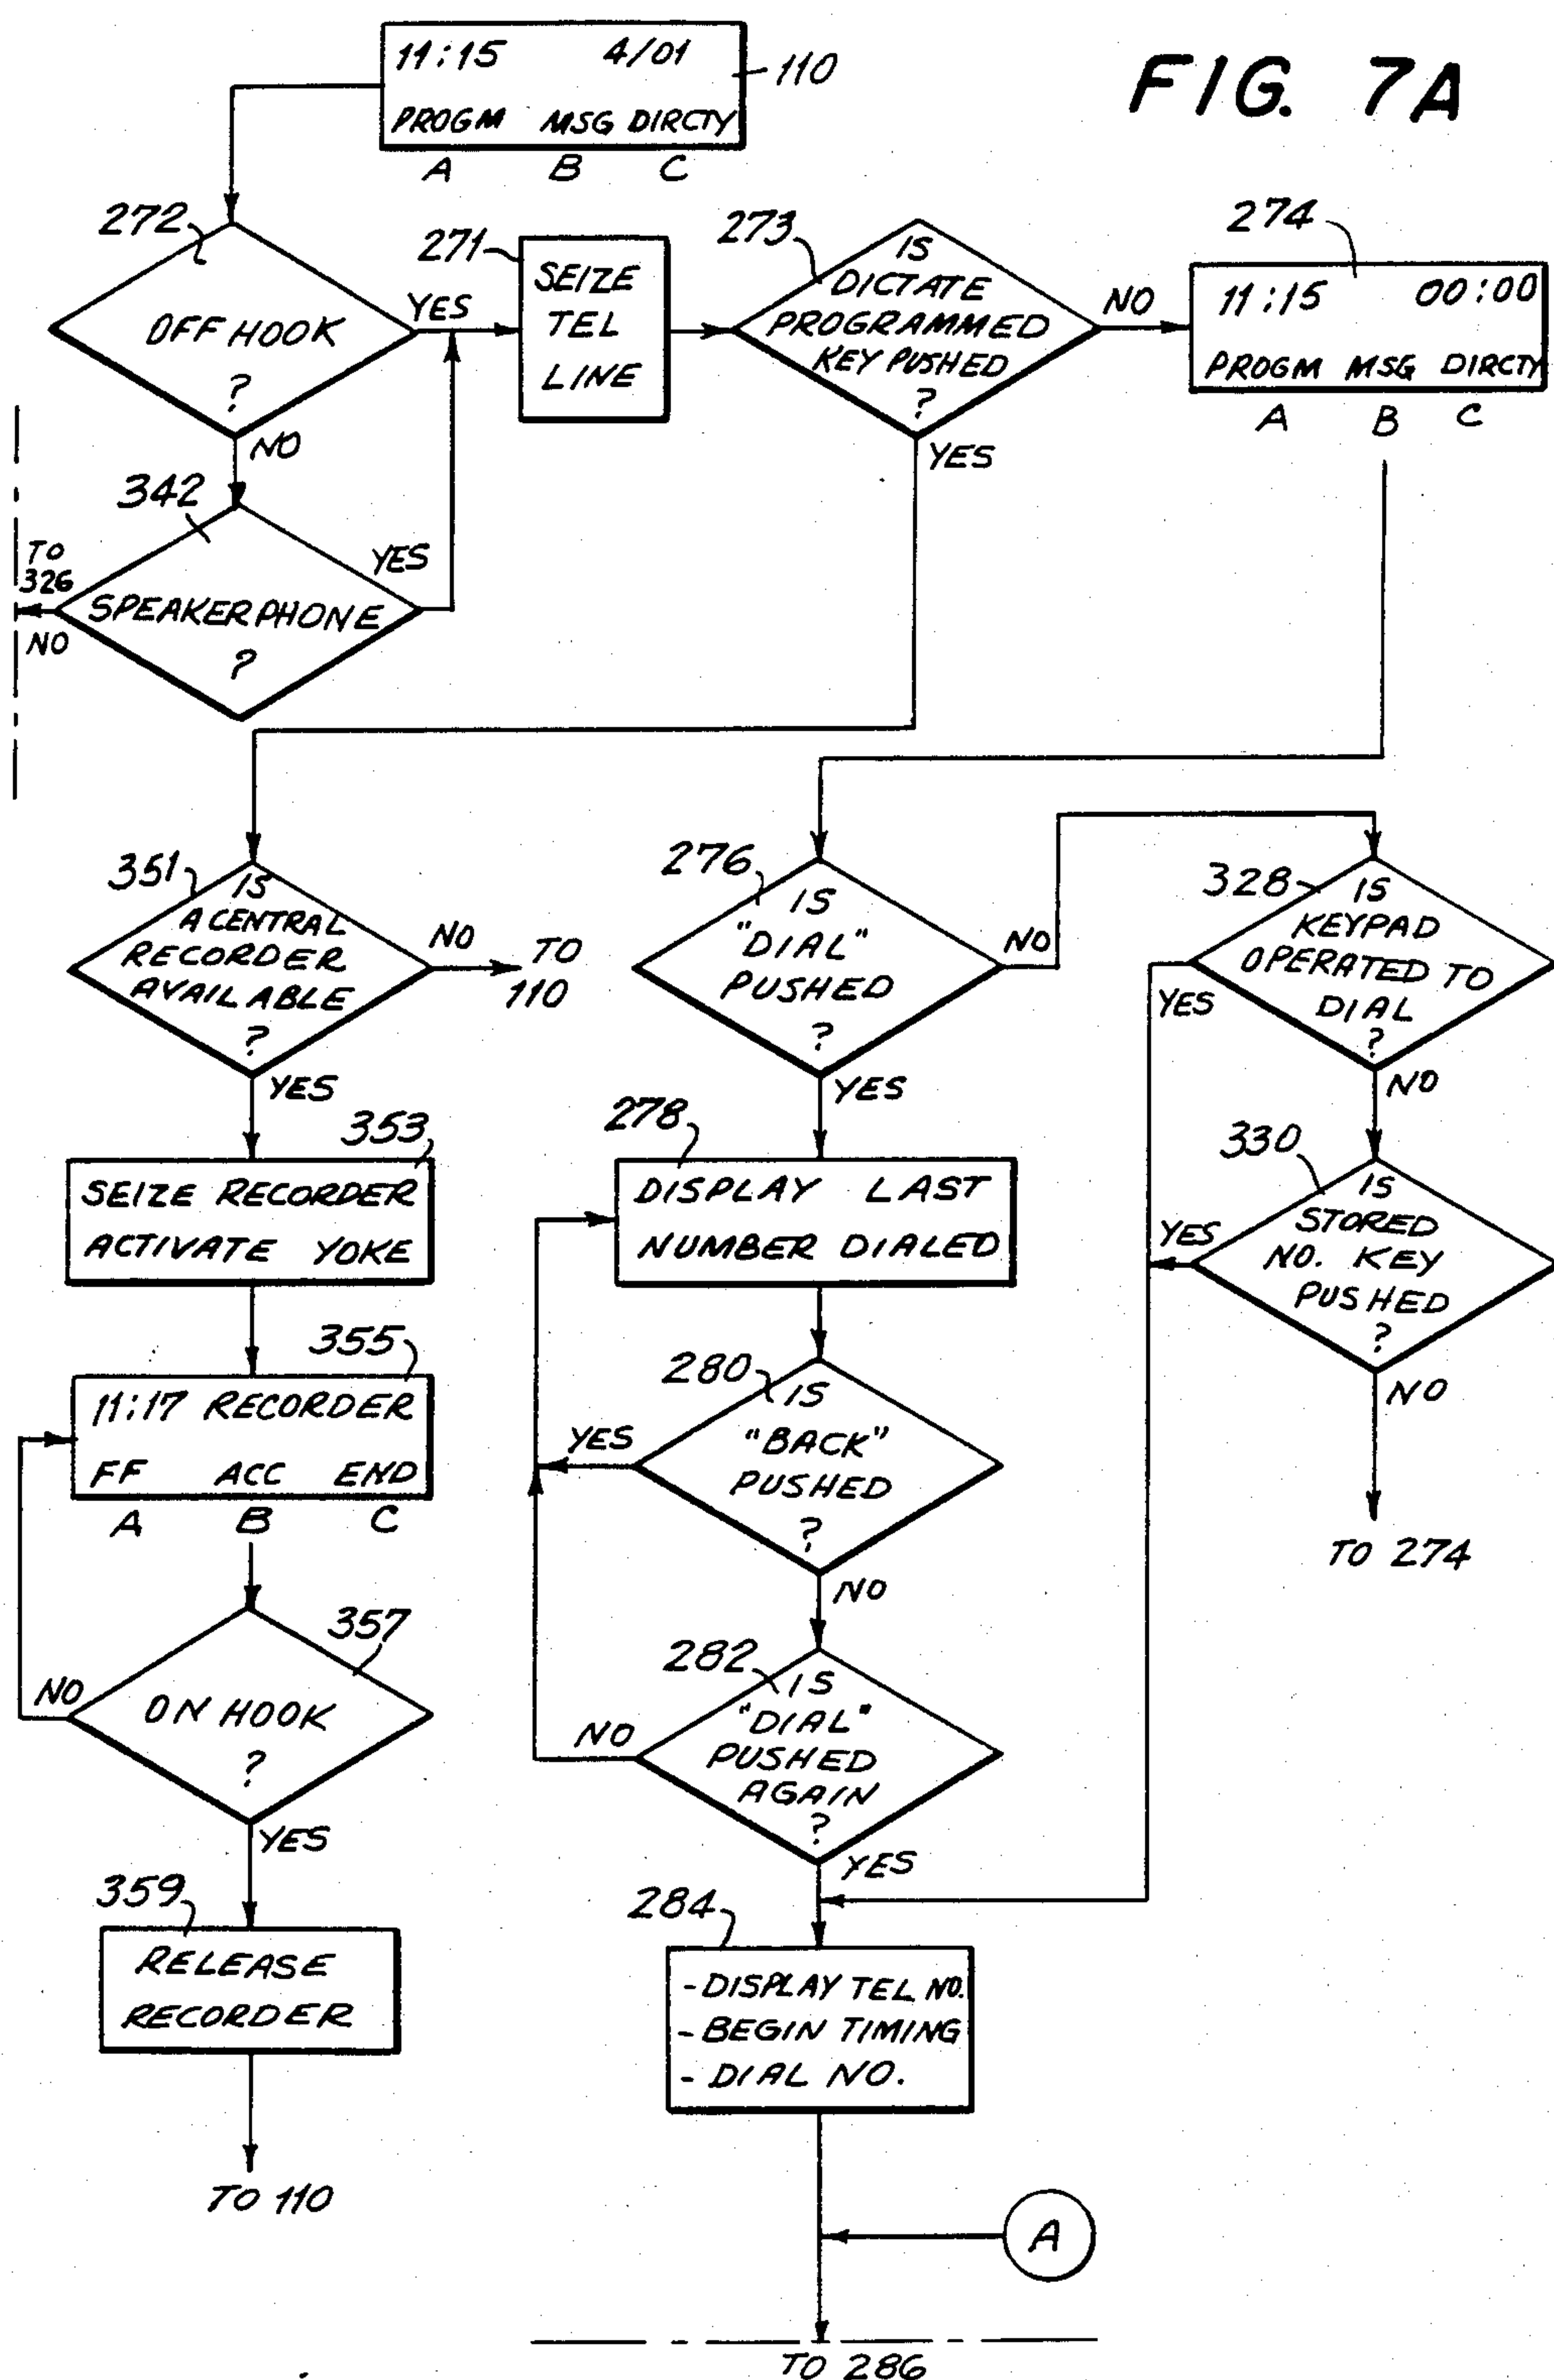 FIG. 7A
11:15 4/01
PROGM MSG DIRCTY
A B C
110
272
OFF HOOK
?
YES
NO
342
SPEAKERPHONE
?
YES
TO
326
NO
271
SEIZE
TEL
LINE
273
IS
DICTATE
PROGRAMMED
KEY PUSHED
?
NO
YES
274
11:15 00:00
PROGM MSG DIRCTY
A B C
351
IS
A CENTRAL
RECORDER
AVAILABLE
?
NO
TO
110
YES
353
SEIZE RECORDER
ACTIVATE YOKE
355
11:17 RECORDER
FF ACC END
A B C
357
ON HOOK
?
NO
YES
359
RELEASE
RECORDER
TO 110
276
IS
"DIAL"
PUSHED
?
NO
YES
278
DISPLAY LAST
NUMBER DIALED
280
IS
"BACK"
PUSHED
?
YES
NO
282
IS
"DIAL"
PUSHED
AGAIN
?
NO
YES
284
-DISPLAY TEL NO.
-BEGIN TIMING
-DIAL NO.
A
TO 286
328
IS
KEYPAD
OPERATED TO
DIAL
?
YES
NO
330
IS
STORED
NO. KEY
PUSHED
?
YES
NO
TO 274